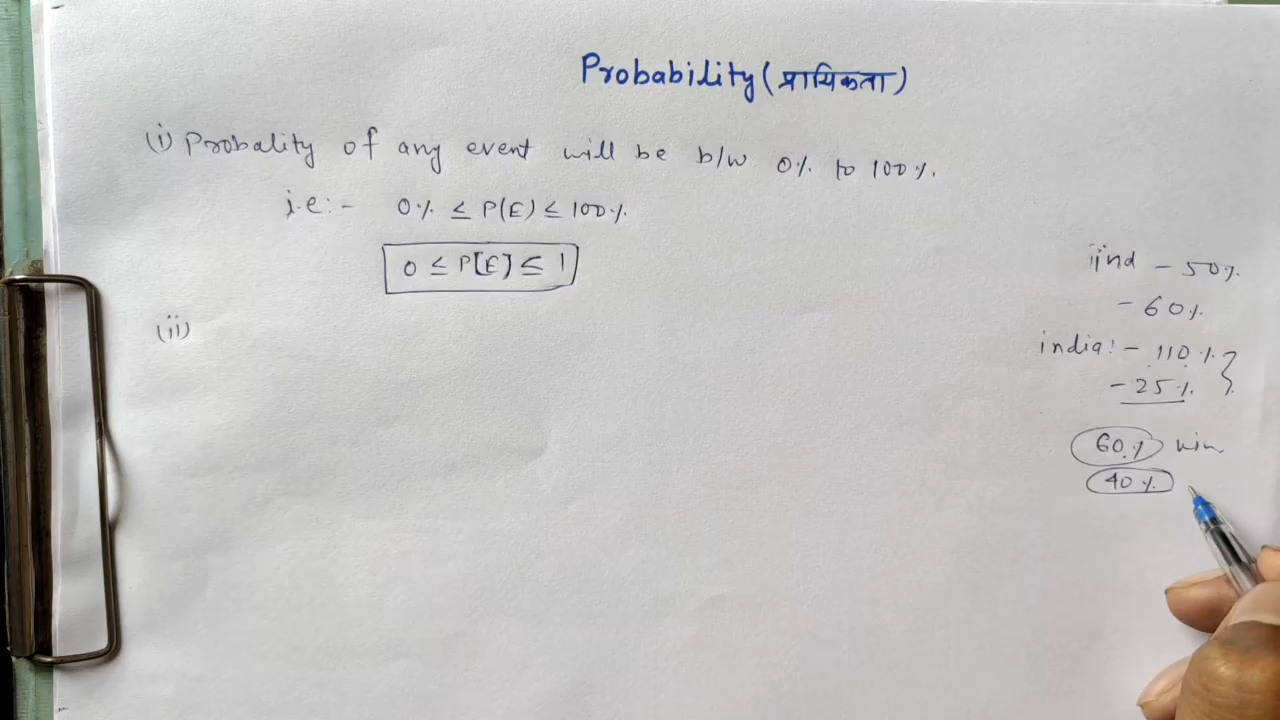 Probability (प्रायिकता)
(i) Probality of any event will be b/w 0% to 100%.
i.e:- 0% ≤ P(E) ≤ 100%.
0 ≤ P[E] ≤ 1
(ii)
iind - 50%
- 60%
india:- 110%
- 25%
60% win
40%